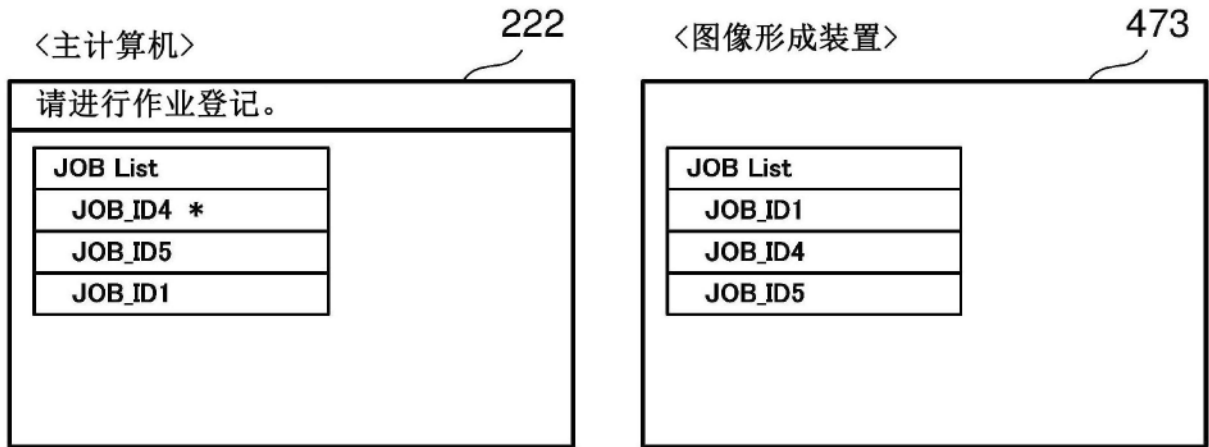 <主计算机>
222
请进行作业登记。
JOB List
JOB_ID4 *
JOB_ID5
JOB_ID1
<图像形成装置>
473
JOB List
JOB_ID1
JOB_ID4
JOB_ID5